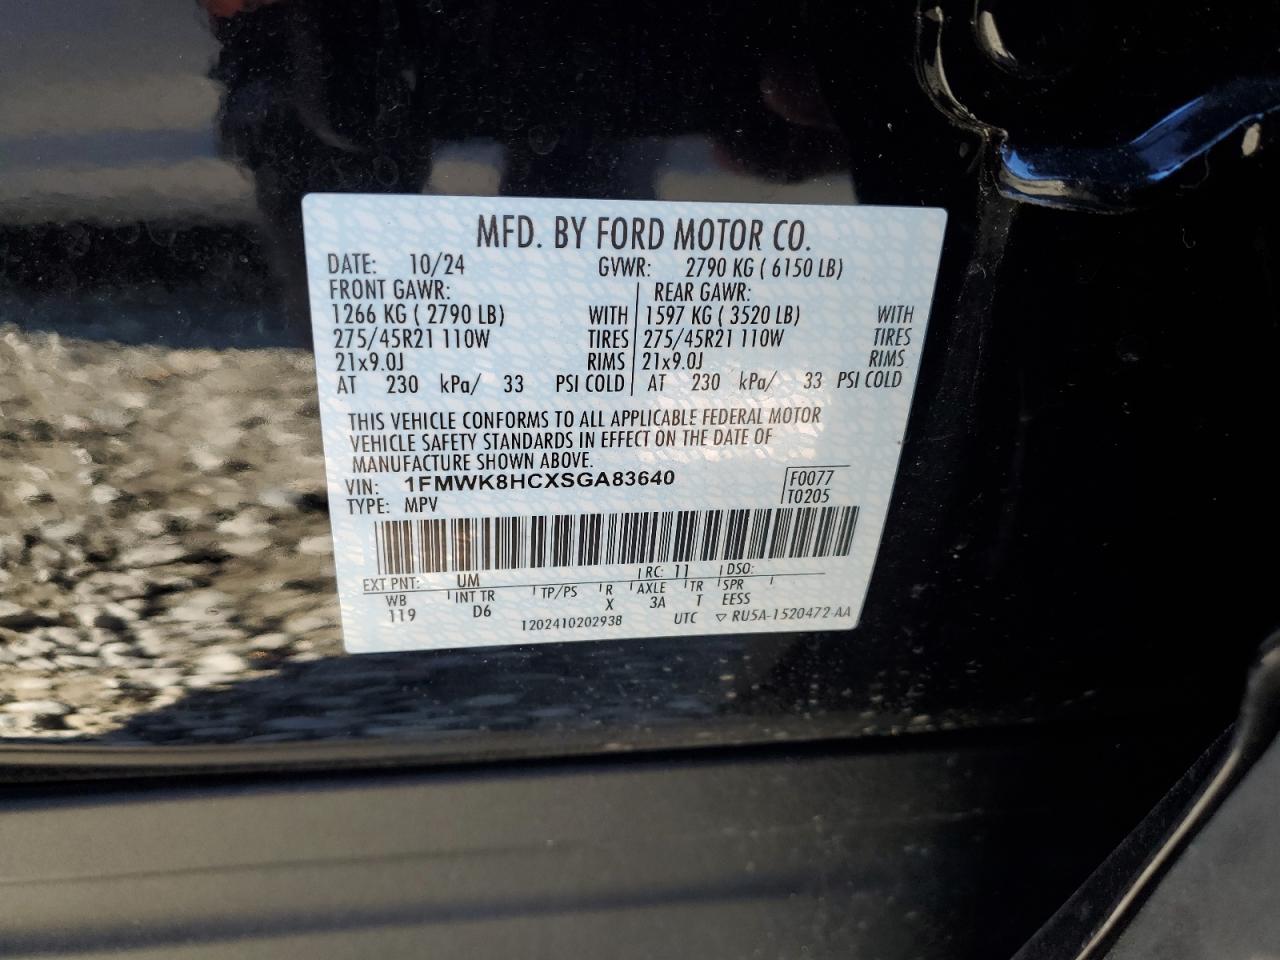 MFD. BY FORD MOTOR CO.
DATE: 10/24 GVWR: 2790 KG ( 6150 LB)
FRONT GAWR: REAR GAWR:
1266 KG ( 2790 LB) WITH 1597 KG ( 3520 LB) WITH
275/45R21 110W TIRES 275/45R21 110W TIRES
21x9.0J RIMS 21x9.0J RIMS
AT 230 kPa/ 33 PSI COLD AT 230 kPa/ 33 PSI COLD
THIS VEHICLE CONFORMS TO ALL APPLICABLE FEDERAL MOTOR
VEHICLE SAFETY STANDARDS IN EFFECT ON THE DATE OF
MANUFACTURE SHOWN ABOVE.
VIN: 1FMWK8HCXSGA83640 F0077
TYPE: MPV T0205
EXT PNT: UM RC: 11 DSO:
WB INT TR TP/PS R AXLE TR SPR
119 D6 X 3A T EESS
1202410202938 UTC ▽ RU5A-1520472-AA